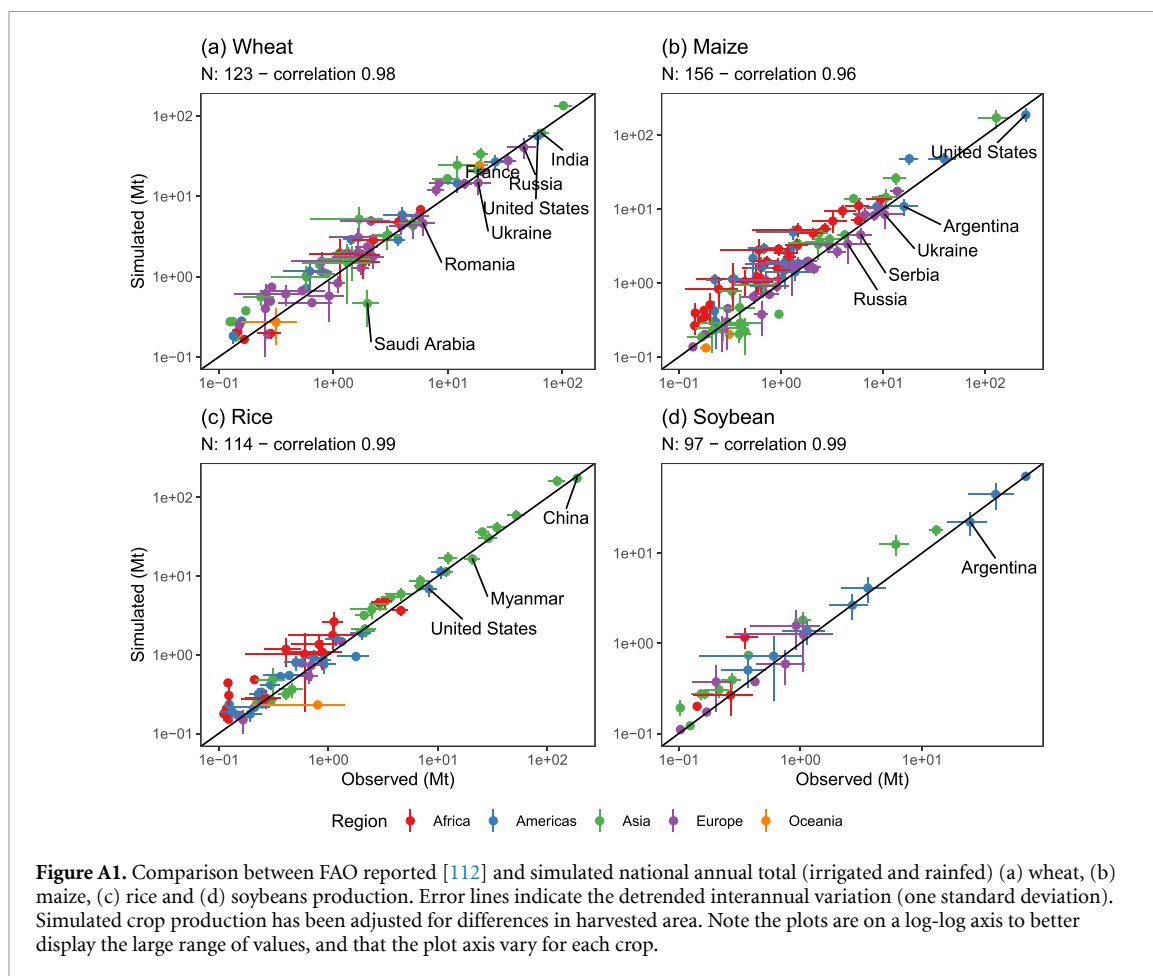 (a) Wheat
N: 123 − correlation 0.98
1e+02
1e+01
1e+00
1e−01
Simulated (Mt)
India
France
Russia
United States
Ukraine
Romania
Saudi Arabia
1e−01 1e+00 1e+01 1e+02
(b) Maize
N: 156 − correlation 0.96
1e+02
1e+01
1e+00
1e−01
United States
Argentina
Ukraine
Serbia
Russia
1e−01 1e+00 1e+01 1e+02
(c) Rice
N: 114 − correlation 0.99
1e+02
1e+01
1e+00
1e−01
Simulated (Mt)
China
Myanmar
United States
1e−01 1e+00 1e+01 1e+02
Observed (Mt)
(d) Soybean
N: 97 − correlation 0.99
1e+01
1e+00
1e−01
Argentina
1e−01 1e+00 1e+01
Observed (Mt)
Region Africa Americas Asia Europe Oceania
Figure A1. Comparison between FAO reported [112] and simulated national annual total (irrigated and rainfed) (a) wheat, (b)
maize, (c) rice and (d) soybeans production. Error lines indicate the detrended interannual variation (one standard deviation).
Simulated crop production has been adjusted for differences in harvested area. Note the plots are on a log-log axis to better
display the large range of values, and that the plot axis vary for each crop.